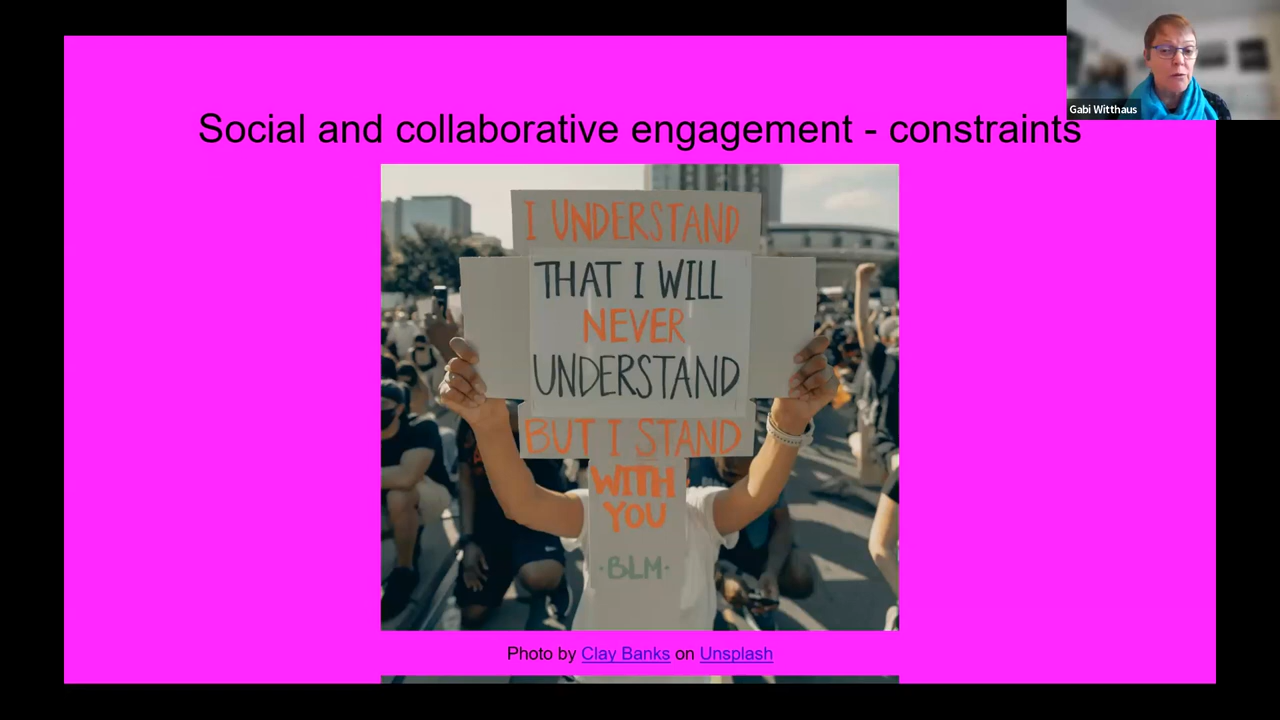 Gabi Witthaus
Social and collaborative engagement - constraints
I UNDERSTAND
THAT I WILL
NEVER
UNDERSTAND
BUT I STAND
WITH
YOU
·BLM·
Photo by Clay Banks on Unsplash